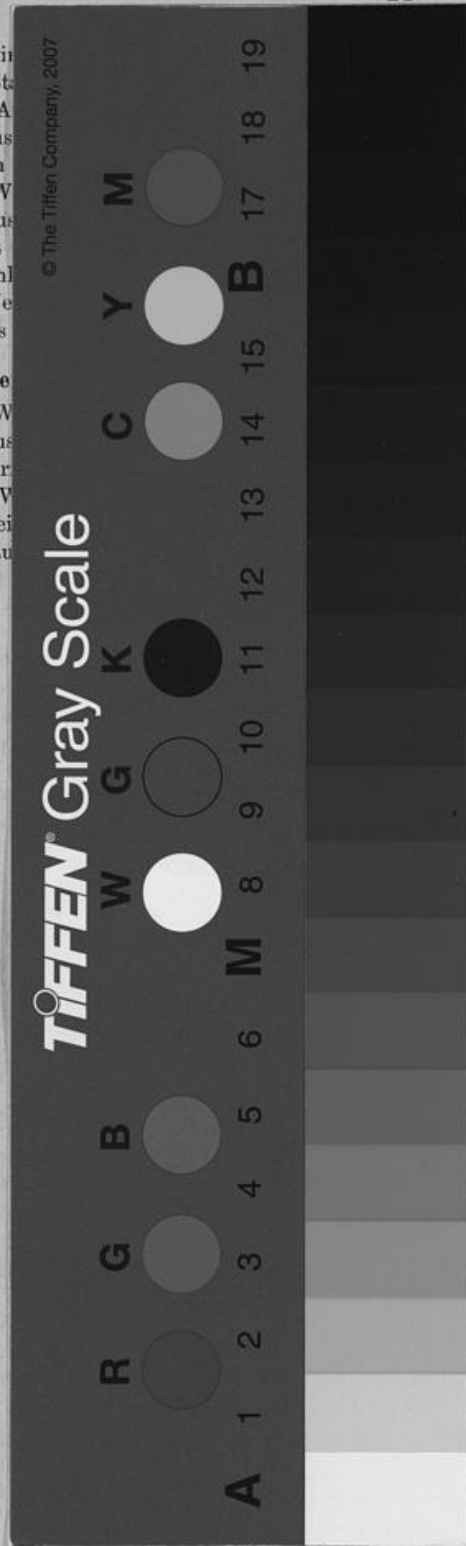 © The Tiffen Company, 2007
TIFFEN® Gray Scale
R G B W G K C Y M
A 1 2 3 4 5 6 M 8 9 10 11 12 13 14 15 B 17 18 19